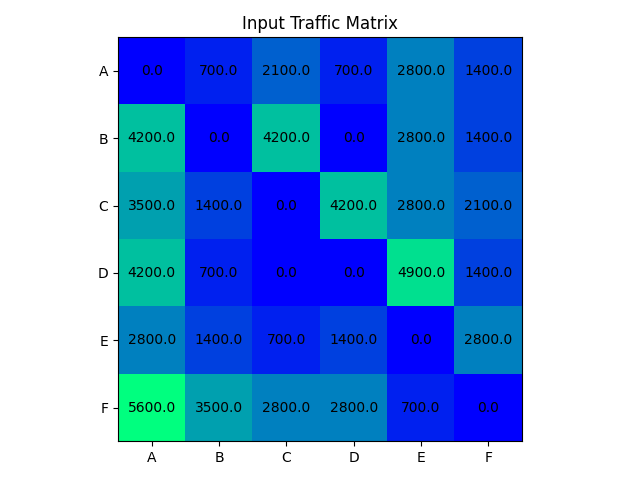 Input Traffic Matrix
A 0.0 700.0 2100.0 700.0 2800.0 1400.0
B 4200.0 0.0 4200.0 0.0 2800.0 1400.0
C 3500.0 1400.0 0.0 4200.0 2800.0 2100.0
D 4200.0 700.0 0.0 0.0 4900.0 1400.0
E 2800.0 1400.0 700.0 1400.0 0.0 2800.0
F 5600.0 3500.0 2800.0 2800.0 700.0 0.0
A B C D E F